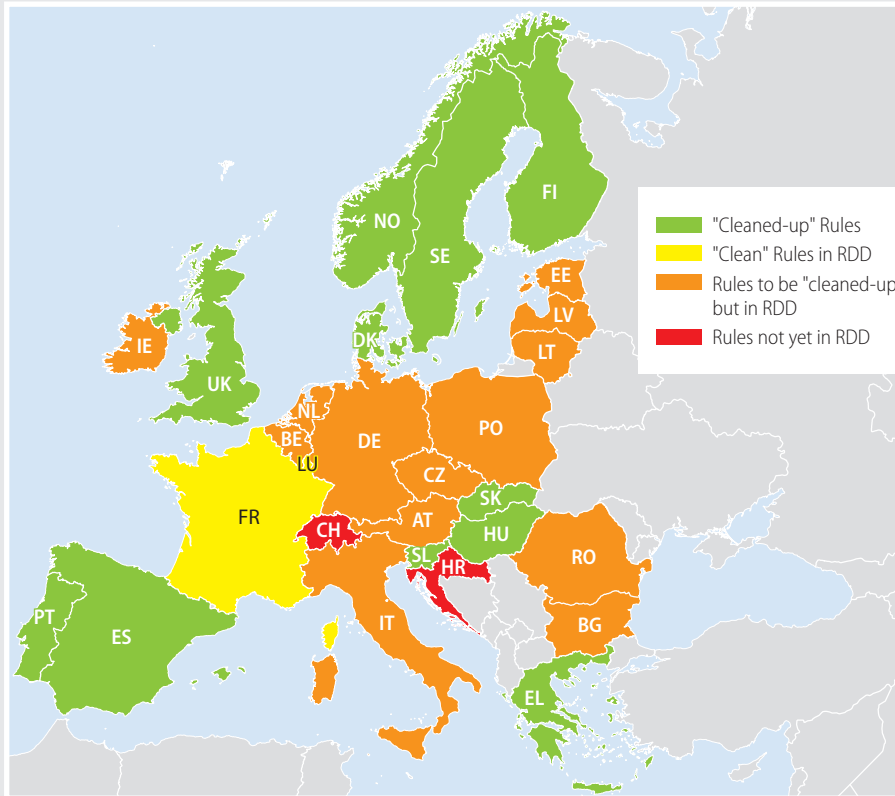 FI
NO
SE
"Cleaned-up" Rules
"Clean" Rules in RDD
Rules to be "cleaned-up
but in RDD
Rules not yet in RDD
EE
LV
LT
DK
IE
UK
NL
BE
DE
PO
LU
CZ
SK
FR
CH
AT
HU
SL
HR
RO
IT
BG
PT
ES
EL